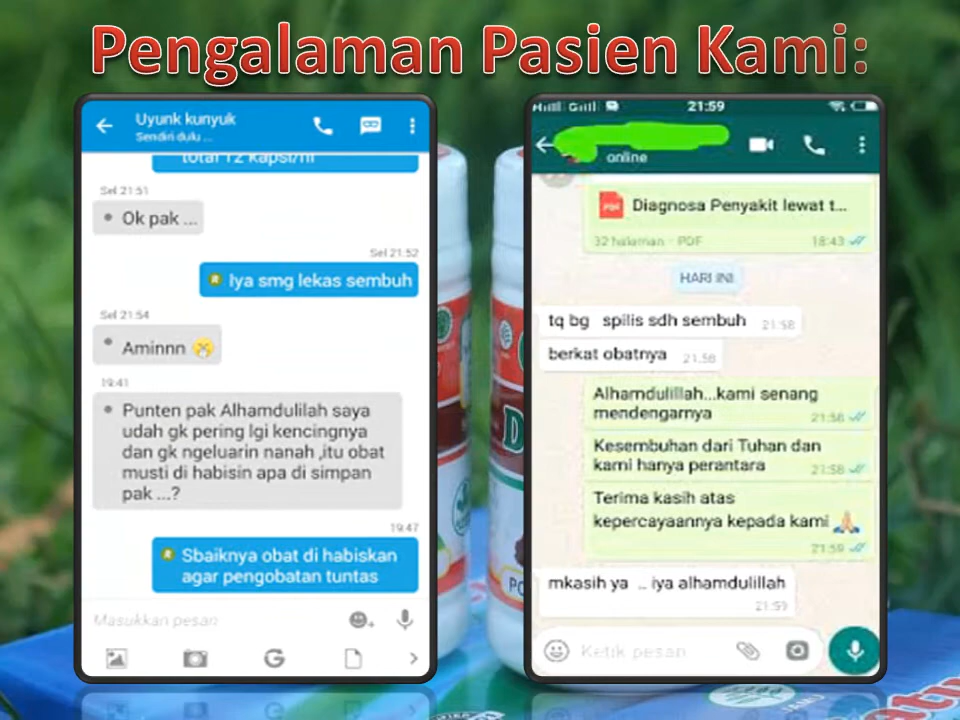 Pengalaman Pasien Kami:
Uyunk kunyuk
Sendiri dulu ...
total 12 kapsl/hr
Sel 21:51
Ok pak ...
Sel 21:52
Iya smg lekas sembuh
Sel 21:54
Aminnn
19:41
Punten pak Alhamdulilah saya
udah gk pering lgi kencingnya
dan gk ngeluarin nanah ,itu obat
musti di habisin apa di simpan
pak ...?
19:47
Sbaiknya obat di habiskan
agar pengobatan tuntas
Masukkan pesan
21:59
online
PDF
Diagnosa Penyakit lewat t...
32 halaman - PDF 18:43
HARI INI
tq bg spilis sdh sembuh 21:58
berkat obatnya 21:58
Alhamdulillah...kami senang
mendengarnya 21:58
Kesembuhan dari Tuhan dan
kami hanya perantara 21:58
Terima kasih atas
kepercayaannya kepada kami
21:59
mkasih ya .. iya alhamdulillah
21:59
Ketik pesan